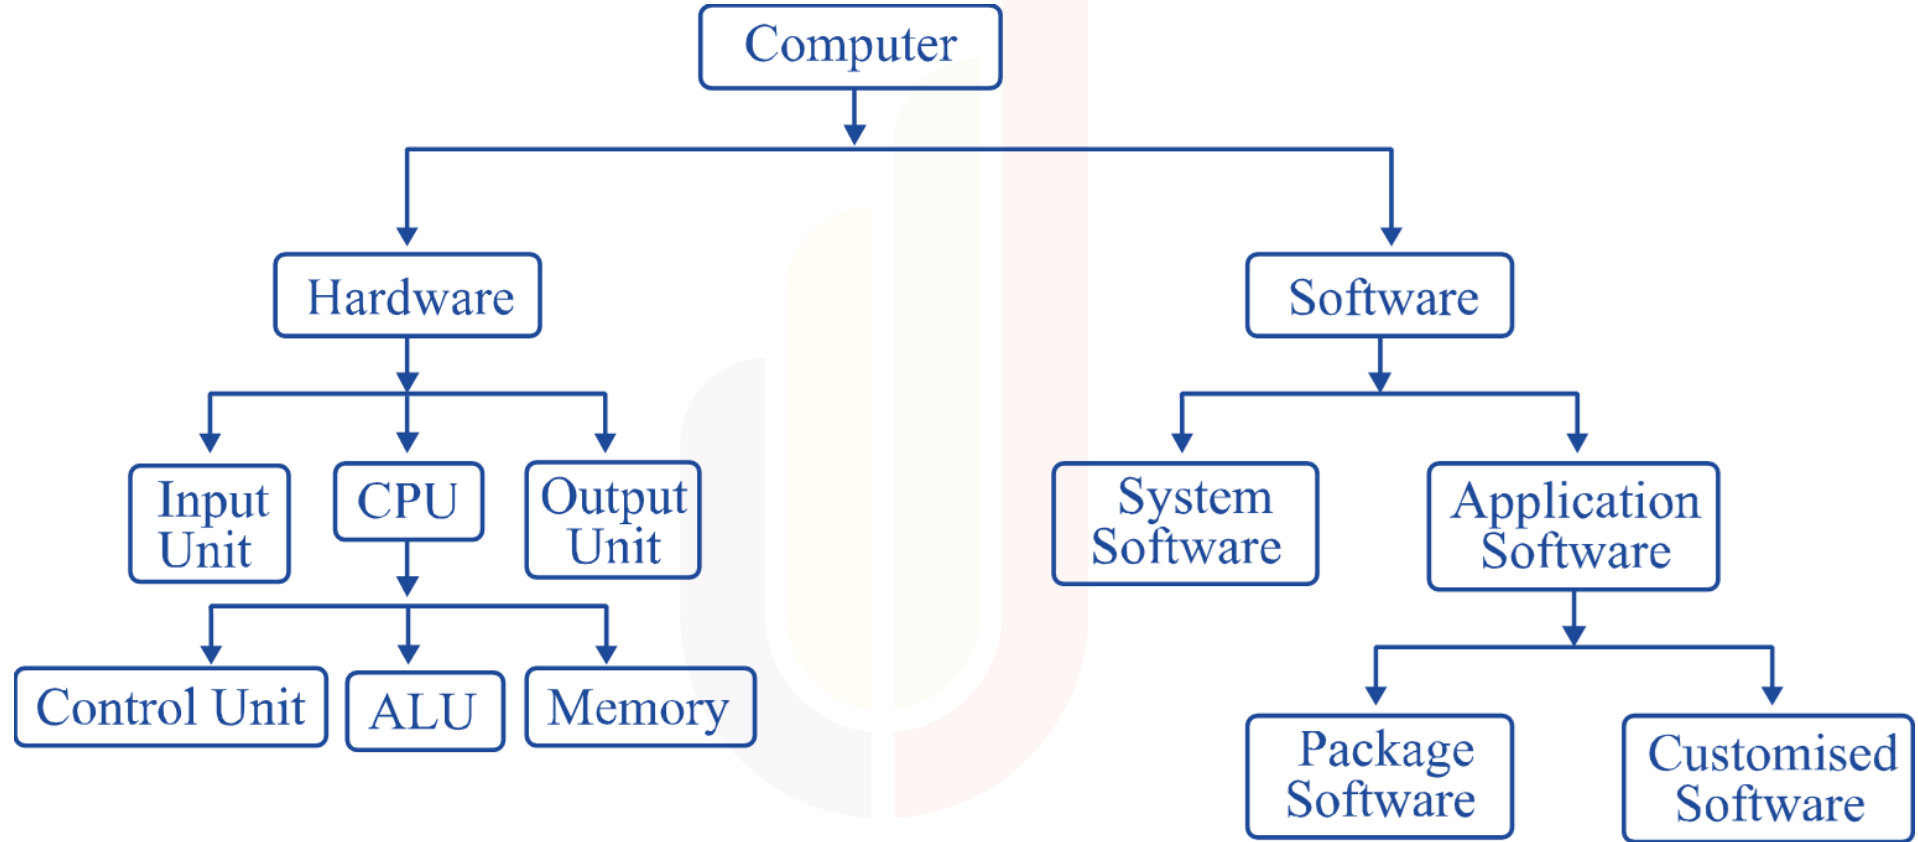 Computer
Hardware
Software
Input
Unit
CPU
Output
Unit
System
Software
Application
Software
Control Unit
ALU
Memory
Package
Software
Customised
Software